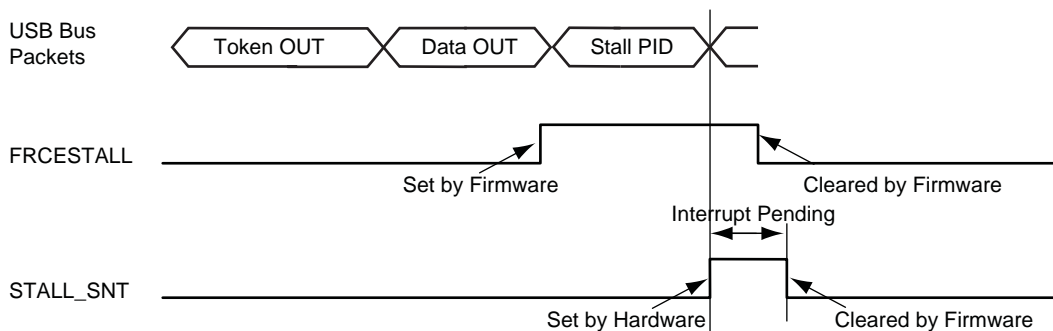 USB Bus
Packets
Token OUT
Data OUT
Stall PID
FRCESTALL
Set by Firmware
Cleared by Firmware
Interrupt Pending
STALL_SNT
Set by Hardware
Cleared by Firmware